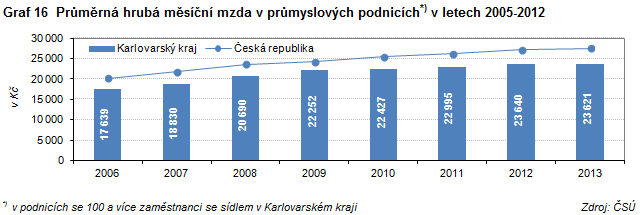 Graf 16 Průměrná hrubá měsíční mzda v průmyslových podnicích*) v letech 2005-2012
Karlovarský kraj Česká republika
v Kč
30 000
25 000
20 000
15 000
10 000
5 000
0
17 639 18 830 20 690 22 252 22 427 22 995 23 640 23 621
2006 2007 2008 2009 2010 2011 2012 2013
*) v podnicích se 100 a více zaměstnanci se sídlem v Karlovarském kraji Zdroj: ČSÚ